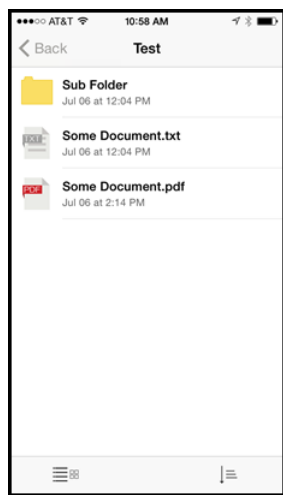 AT&T 10:58 AM
Back Test
Sub Folder
Jul 06 at 12:04 PM
TXT
Some Document.txt
Jul 06 at 12:04 PM
PDF
Some Document.pdf
Jul 06 at 2:14 PM